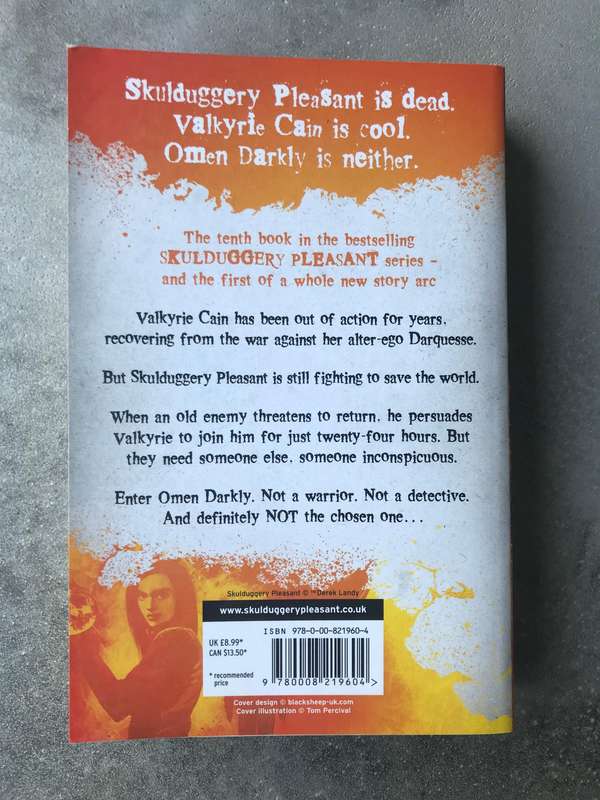 Skulduggery Pleasant is dead.
Valkyrie Cain is cool.
Omen Darkly is neither.
The tenth book in the bestselling
SKULDUGGERY PLEASANT series –
and the first of a whole new story arc
Valkyrie Cain has been out of action for years,
recovering from the war against her alter-ego Darquesse.
But Skulduggery Pleasant is still fighting to save the world.
When an old enemy threatens to return, he persuades
Valkyrie to join him for just twenty-four hours. But
they need someone else, someone inconspicuous.
Enter Omen Darkly. Not a warrior. Not a detective.
And definitely NOT the chosen one...
Skulduggery Pleasant © ™ Derek Landy
www.skulduggerypleasant.co.uk
ISBN 978-0-00-821960-4
UK £8.99*
CAN $13.50*
* recommended
price
9 780008 219604 >
Cover design © blacksheep-uk.com
Cover illustration © Tom Percival